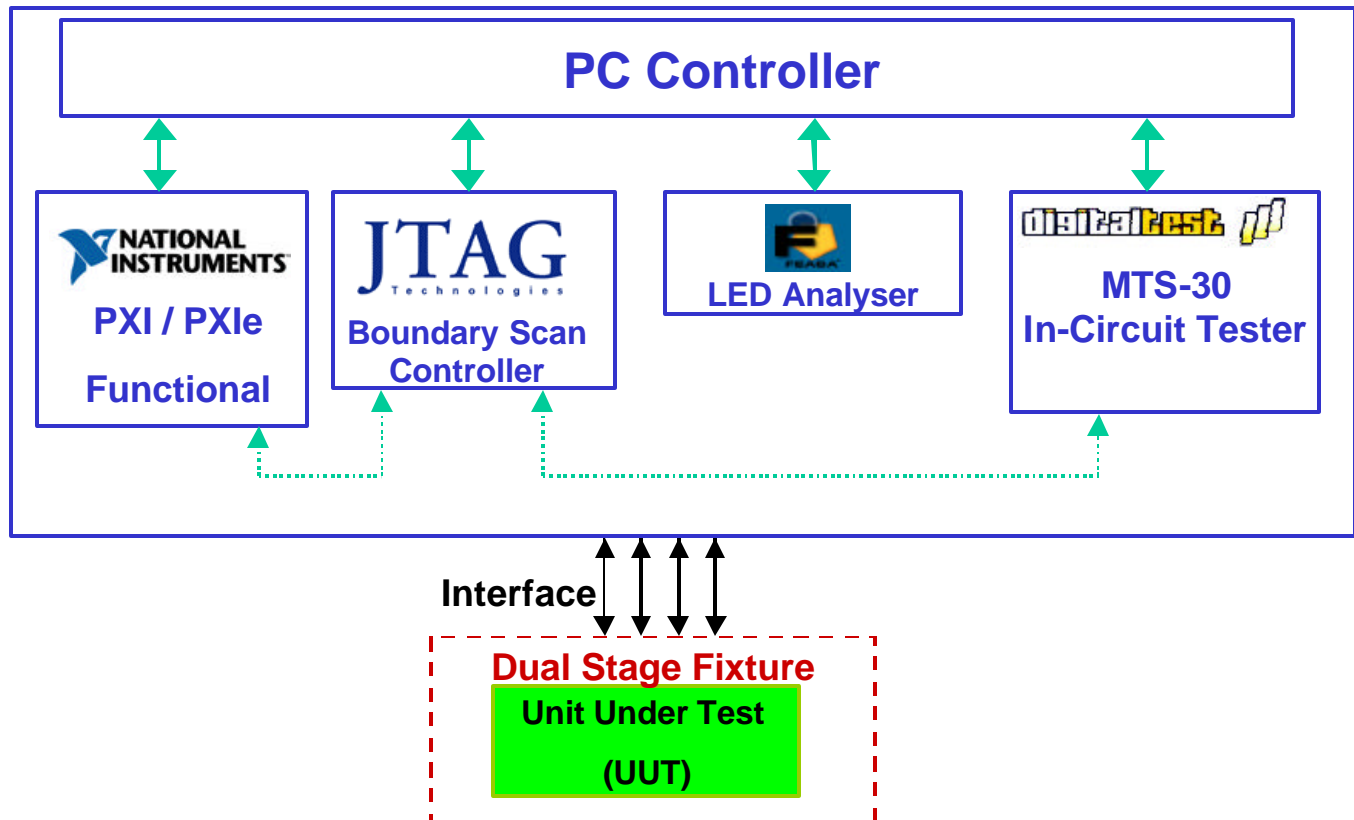 PC Controller
NATIONAL
INSTRUMENTS
PXI / PXIe
Functional
JTAG
Technologies
Boundary Scan
Controller
FEASA
LED Analyser
digitaltest
MTS-30
In-Circuit Tester
Interface
Dual Stage Fixture
Unit Under Test
(UUT)